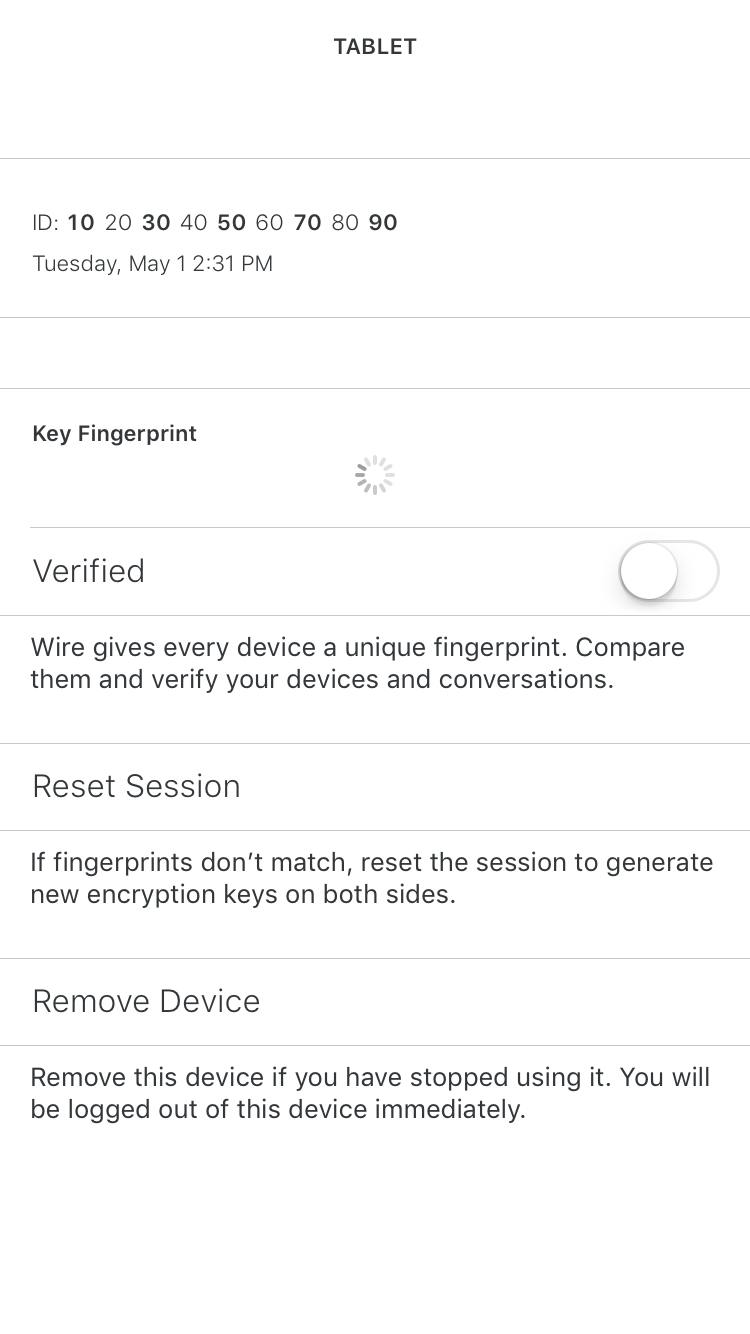 TABLET
ID: 10 20 30 40 50 60 70 80 90
Tuesday, May 1 2:31 PM
Key Fingerprint
Verified
Wire gives every device a unique fingerprint. Compare
them and verify your devices and conversations.
Reset Session
If fingerprints don’t match, reset the session to generate
new encryption keys on both sides.
Remove Device
Remove this device if you have stopped using it. You will
be logged out of this device immediately.